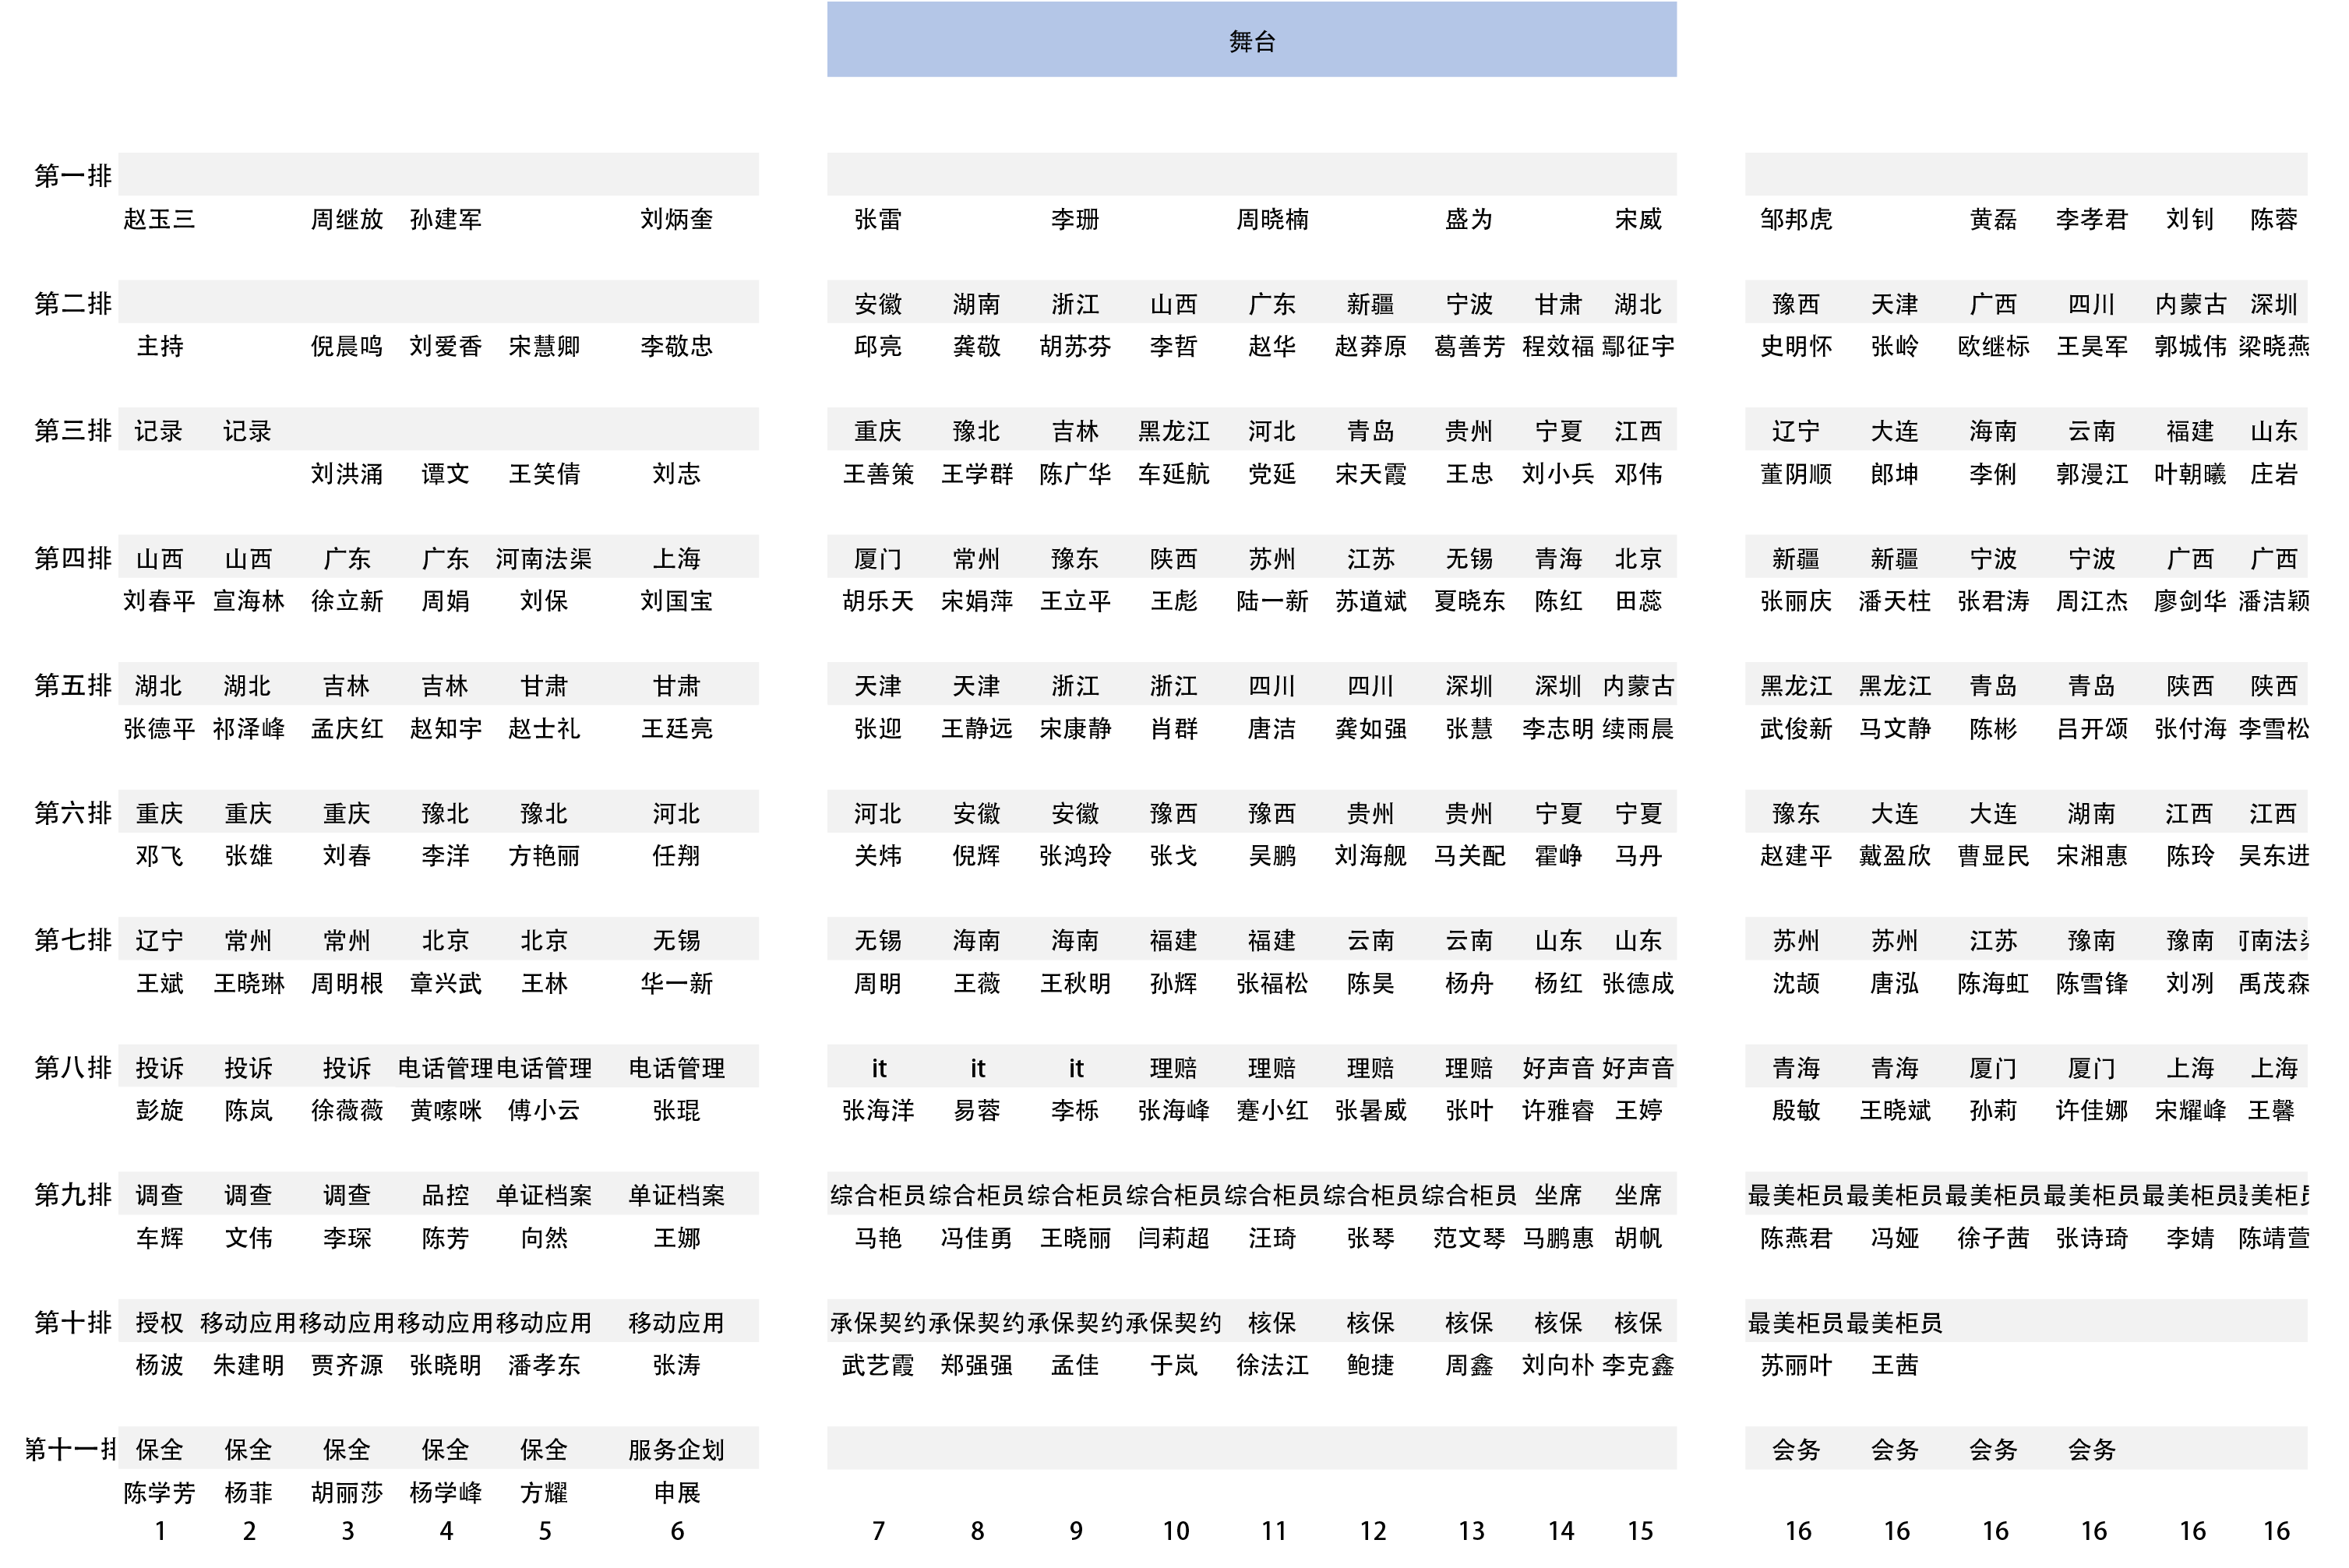 舞台
第一排
赵玉三 周继放 孙建军 刘炳奎 张雷 李珊 周晓楠 盛为 宋威 邹邦虎 黄磊 李孝君 刘钊 陈蓉
第二排 安徽 湖南 浙江 山西 广东 新疆 宁波 甘肃 湖北 豫西 天津 广西 四川 内蒙古 深圳
主持 倪晨鸣 刘爱香 宋慧卿 李敬忠 邱亮 龚敬 胡苏芬 李哲 赵华 赵莽原 葛善芳 程效福 鄢征宇 史明怀 张岭 欧继标 王昊军 郭城伟 梁晓燕
第三排 记录 记录 重庆 豫北 吉林 黑龙江 河北 青岛 贵州 宁夏 江西 辽宁 大连 海南 云南 福建 山东
刘洪涌 谭文 王笑倩 刘志 王善策 王学群 陈广华 车延航 党延 宋天霞 王忠 刘小兵 邓伟 董阴顺 郎坤 李俐 郭漫江 叶朝曦 庄岩
第四排 山西 山西 广东 广东 河南法渠 上海 厦门 常州 豫东 陕西 苏州 江苏 无锡 青海 北京 新疆 新疆 宁波 宁波 广西 广西
刘春平 宣海林 徐立新 周娟 刘保 刘国宝 胡乐天 宋娟萍 王立平 王彪 陆一新 苏道斌 夏晓东 陈红 田蕊 张丽庆 潘天柱 张君涛 周江杰 廖剑华 潘洁颖
第五排 湖北 湖北 吉林 吉林 甘肃 甘肃 天津 天津 浙江 浙江 四川 四川 深圳 深圳 内蒙古 黑龙江 黑龙江 青岛 青岛 陕西 陕西
张德平 祁泽峰 孟庆红 赵知宇 赵士礼 王廷亮 张迎 王静远 宋康静 肖群 唐洁 龚如强 张慧 李志明 续雨晨 武俊新 马文静 陈彬 吕开颂 张付海 李雪松
第六排 重庆 重庆 重庆 豫北 豫北 河北 河北 安徽 安徽 豫西 豫西 贵州 贵州 宁夏 宁夏 豫东 大连 大连 湖南 江西 江西
邓飞 张雄 刘春 李洋 方艳丽 任翔 关炜 倪辉 张鸿玲 张戈 吴鹏 刘海舰 马关配 霍峥 马丹 赵建平 戴盈欣 曹显民 宋湘惠 陈玲 吴东进
第七排 辽宁 常州 常州 北京 北京 无锡 无锡 海南 海南 福建 福建 云南 云南 山东 山东 苏州 苏州 江苏 豫南 豫南 河南法渠
王斌 王晓琳 周明根 章兴武 王林 华一新 周明 王薇 王秋明 孙辉 张福松 陈昊 杨舟 杨红 张德成 沈颉 唐泓 陈海虹 陈雪锋 刘冽 禹茂森
第八排 投诉 投诉 投诉 电话管理 电话管理 电话管理 it it it 理赔 理赔 理赔 理赔 好声音 好声音 青海 青海 厦门 厦门 上海 上海
彭旋 陈岚 徐薇薇 黄嗦咪 傅小云 张琨 张海洋 易蓉 李栎 张海峰 蹇小红 张暑威 张叶 许雅睿 王婷 殷敏 王晓斌 孙莉 许佳娜 宋耀峰 王馨
第九排 调查 调查 调查 品控 单证档案 单证档案 综合柜员 综合柜员 综合柜员 综合柜员 综合柜员 综合柜员 综合柜员 坐席 坐席 最美柜员 最美柜员 最美柜员 最美柜员 最美柜员 最美柜员
车辉 文伟 李琛 陈芳 向然 王娜 马艳 冯佳勇 王晓丽 闫莉超 汪琦 张琴 范文琴 马鹏惠 胡帆 陈燕君 冯娅 徐子茜 张诗琦 李婧 陈靖萱
第十排 授权 移动应用 移动应用 移动应用 移动应用 移动应用 承保契约 承保契约 承保契约 承保契约 核保 核保 核保 核保 核保 最美柜员 最美柜员
杨波 朱建明 贾齐源 张晓明 潘孝东 张涛 武艺霞 郑强强 孟佳 于岚 徐法江 鲍捷 周鑫 刘向朴 李克鑫 苏丽叶 王茜
第十一排 保全 保全 保全 保全 保全 服务企划 会务 会务 会务 会务
陈学芳 杨菲 胡丽莎 杨学峰 方耀 申展
1 2 3 4 5 6 7 8 9 10 11 12 13 14 15 16 16 16 16 16 16